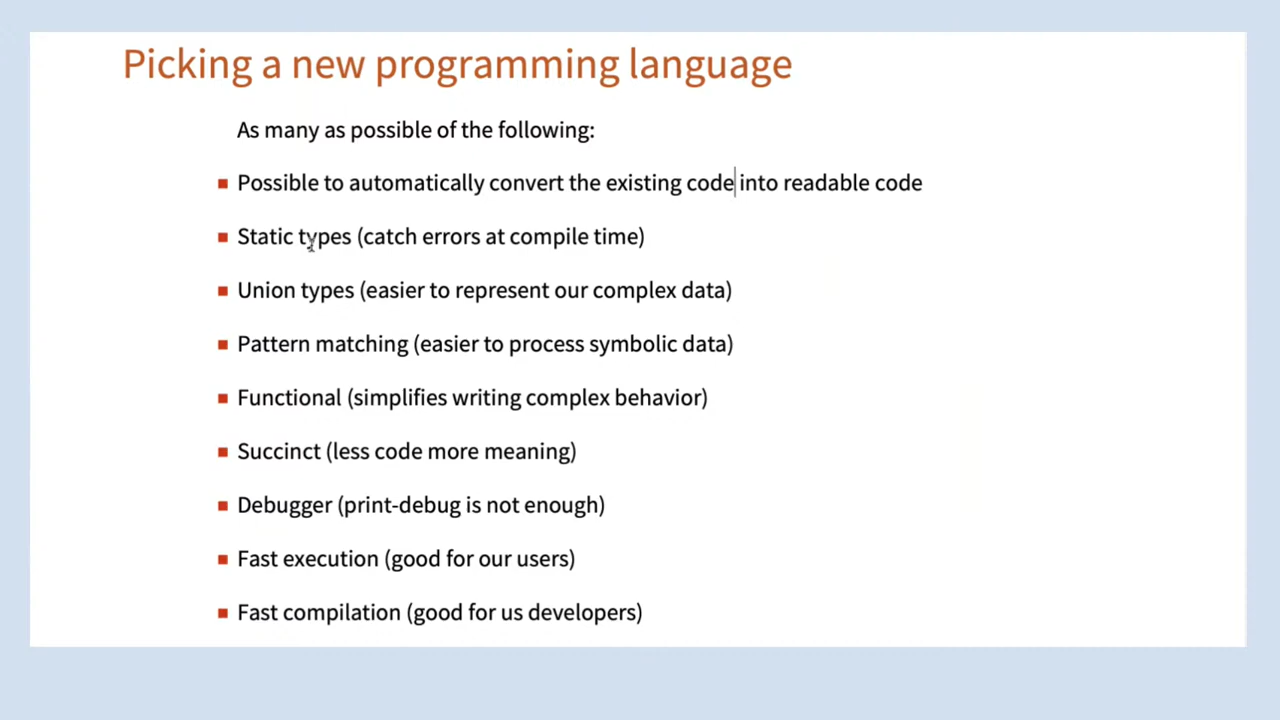 Picking a new programming language
As many as possible of the following:
Possible to automatically convert the existing code into readable code
Static types (catch errors at compile time)
Union types (easier to represent our complex data)
Pattern matching (easier to process symbolic data)
Functional (simplifies writing complex behavior)
Succinct (less code more meaning)
Debugger (print-debug is not enough)
Fast execution (good for our users)
Fast compilation (good for us developers)